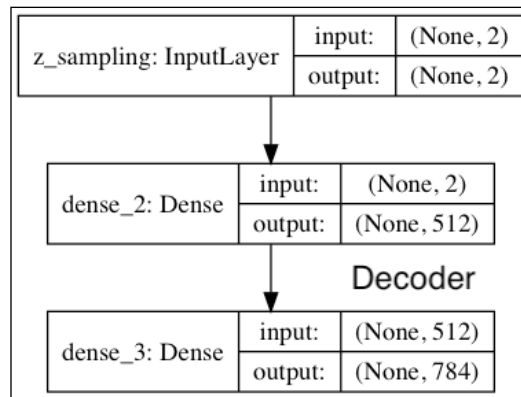 z_sampling: InputLayer
input: (None, 2)
output: (None, 2)
dense_2: Dense
input: (None, 2)
output: (None, 512)
Decoder
dense_3: Dense
input: (None, 512)
output: (None, 784)